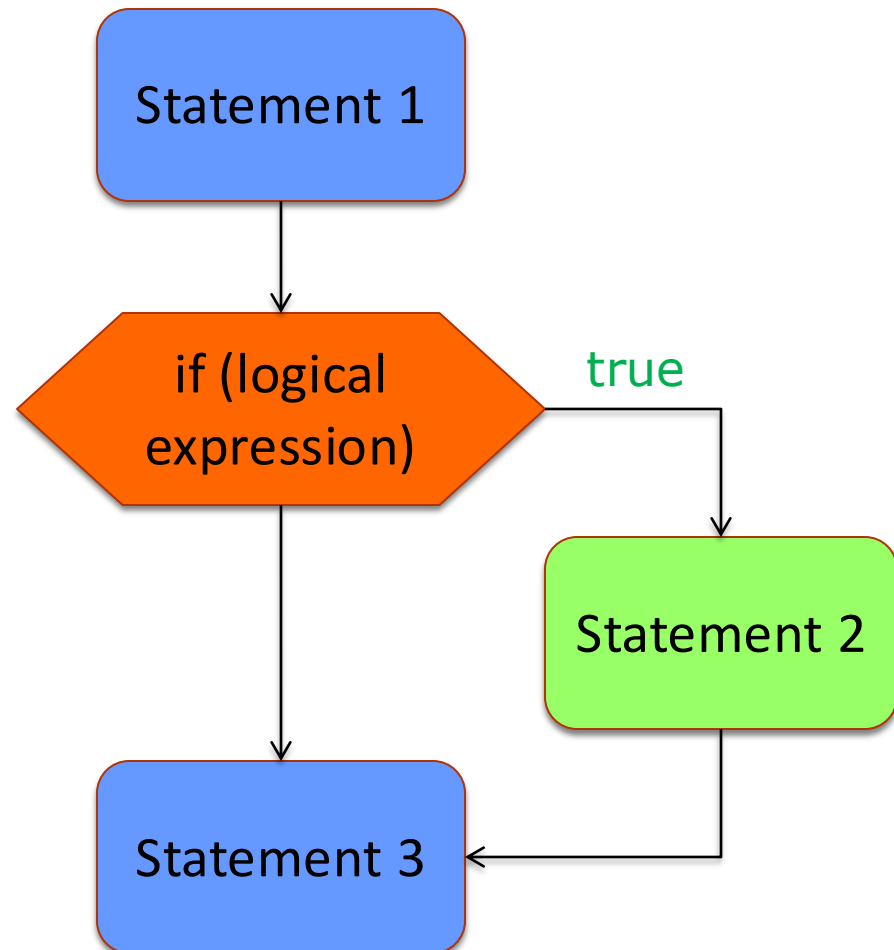 Statement 1
if (logical
expression)
true
Statement 2
Statement 3